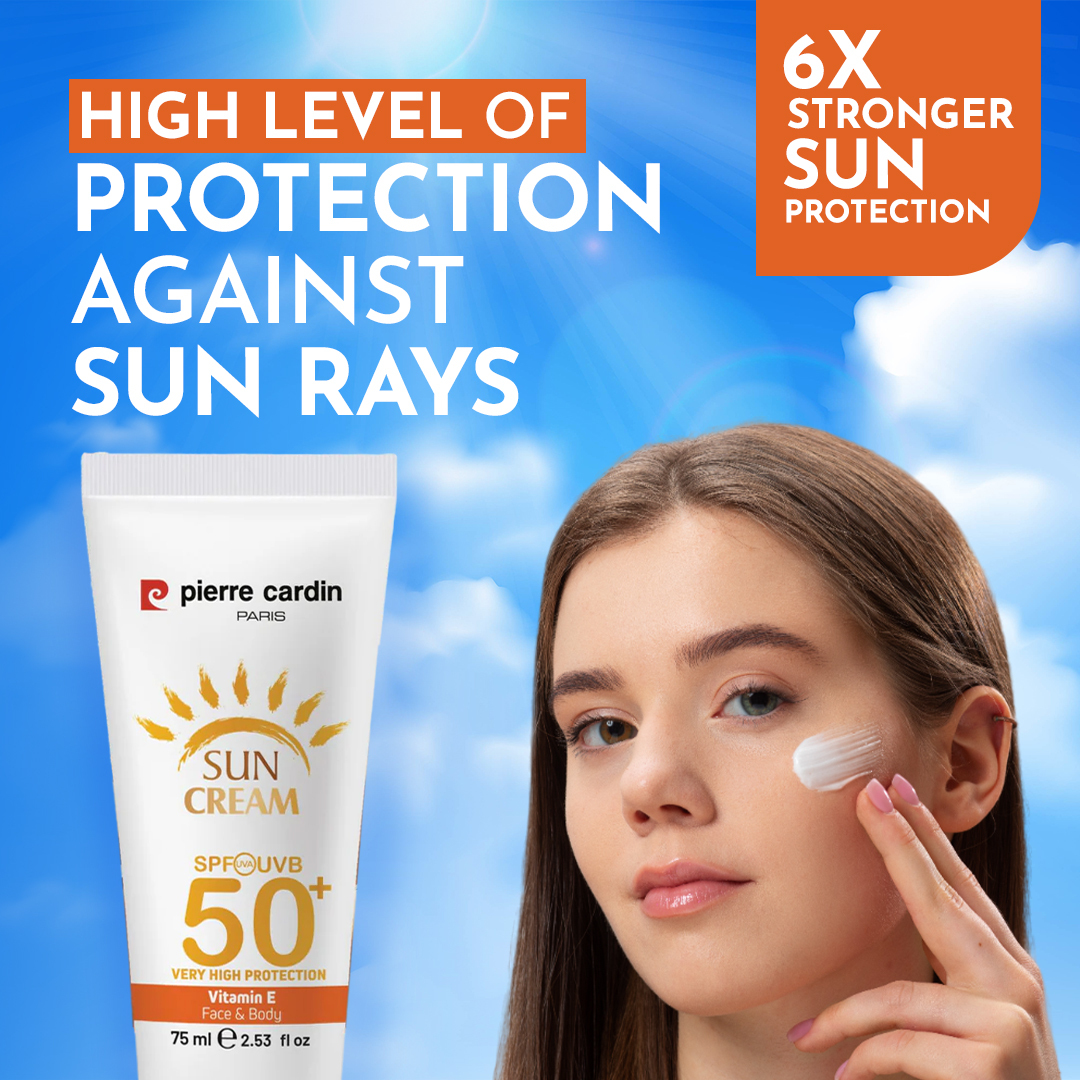 HIGH LEVEL OF
PROTECTION
AGAINST
SUN RAYS
6X
STRONGER
SUN
PROTECTION
pierre cardin
PARIS
SUN
CREAM
SPF UVA UVB
50+
VERY HIGH PROTECTION
Vitamin E
Face & Body
75 ml e 2.53 fl oz